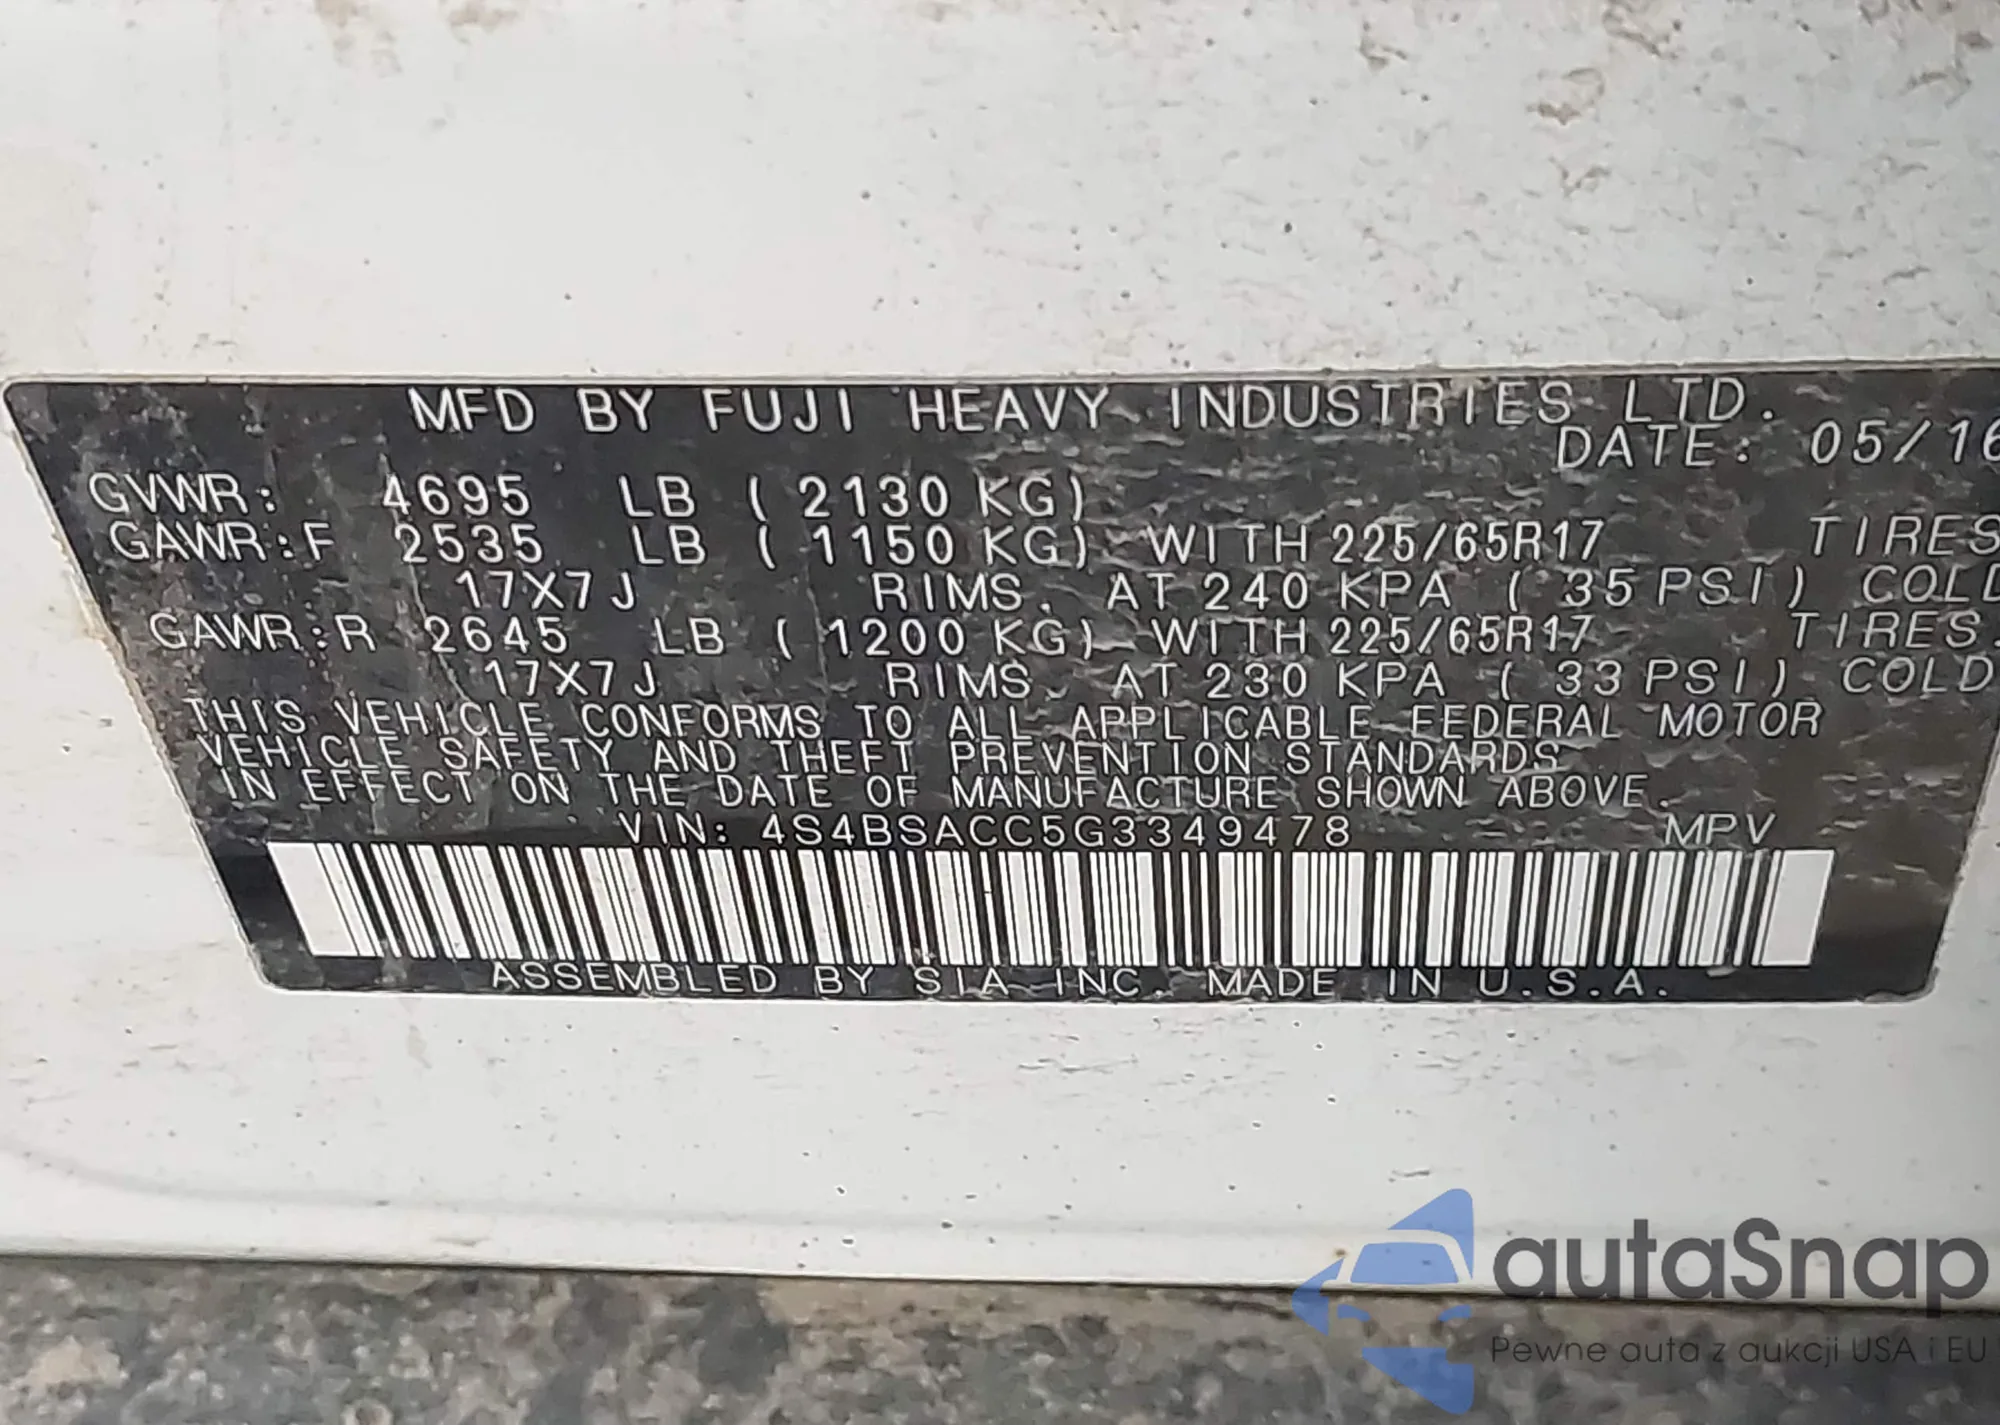 MFD BY FUJI HEAVY INDUSTRIES LTD.
DATE: 05/16
GVWR: 4695 LB ( 2130 KG)
GAWR:F 2535 LB ( 1150 KG) WITH 225/65R17 TIRES
17X7J RIMS, AT 240 KPA ( 35 PSI) COLD
GAWR:R 2645 LB ( 1200 KG) WITH 225/65R17 TIRES.
17X7J RIMS, AT 230 KPA ( 33 PSI) COLD
THIS VEHICLE CONFORMS TO ALL APPLICABLE FEDERAL MOTOR
VEHICLE SAFETY AND THEFT PREVENTION STANDARDS
IN EFFECT ON THE DATE OF MANUFACTURE SHOWN ABOVE.
VIN: 4S4BSACC5G3349478 MPV
ASSEMBLED BY SIA INC. MADE IN U.S.A.
autaSnap
Pewne auta z aukcji USA i EU